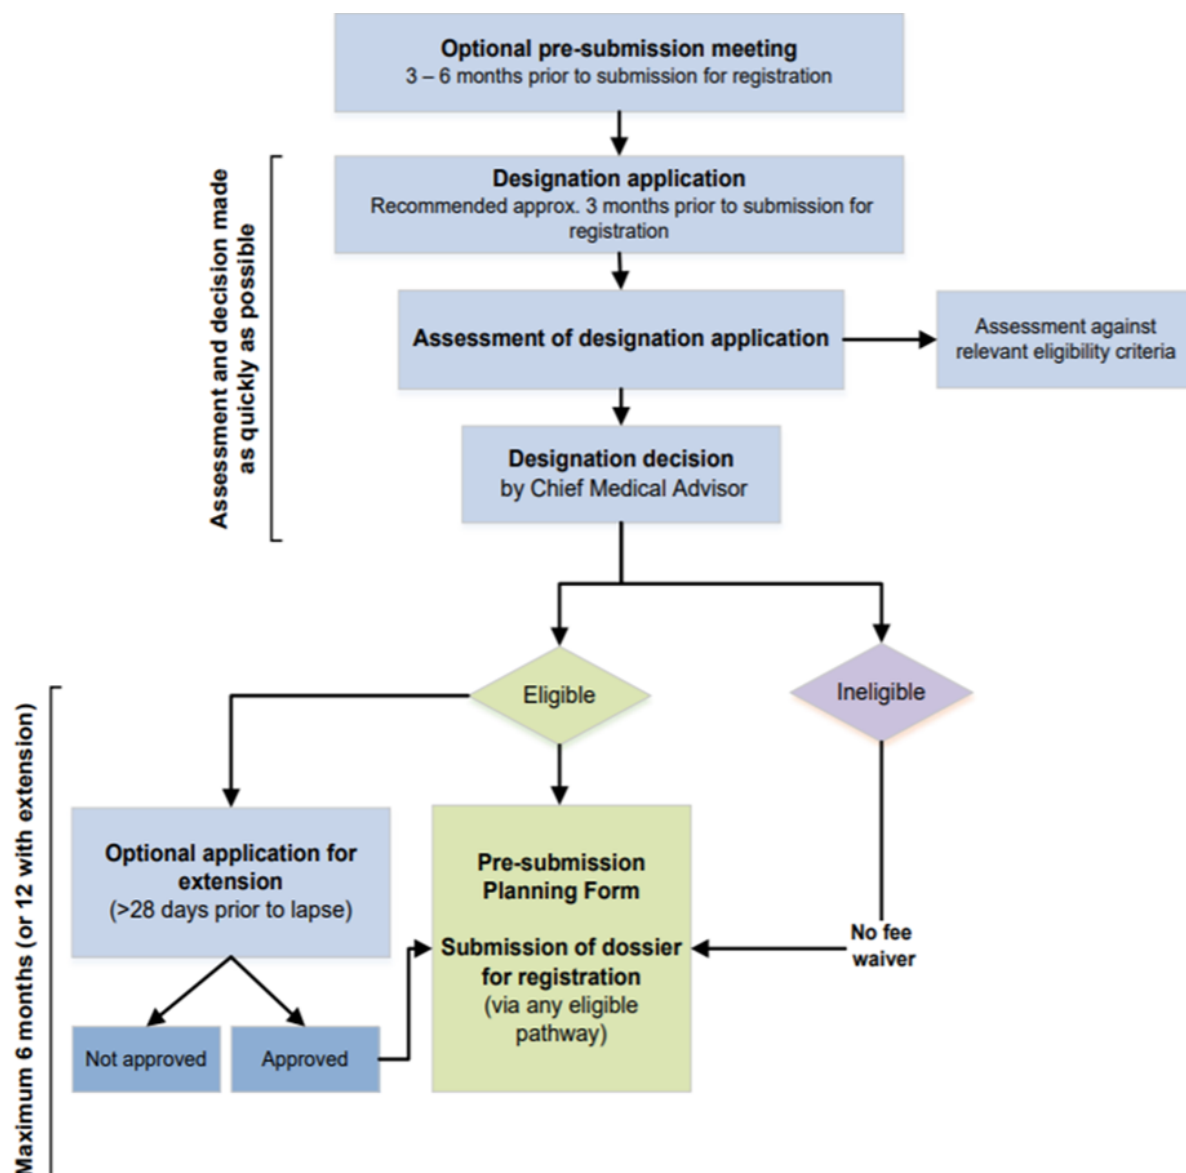 Optional pre-submission meeting
3 – 6 months prior to submission for registration
Assessment and decision made
as quickly as possible
Designation application
Recommended approx. 3 months prior to submission for
registration
Assessment of designation application
Assessment against
relevant eligibility criteria
Designation decision
by Chief Medical Advisor
Eligible
Ineligible
Maximum 6 months (or 12 with extension)
Optional application for
extension
(>28 days prior to lapse)
Not approved
Approved
Pre-submission
Planning Form
Submission of dossier
for registration
(via any eligible
pathway)
No fee
waiver